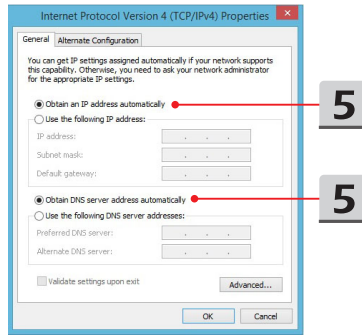 Internet Protocol Version 4 (TCP/IPv4) Properties
General
Alternate Configuration
You can get IP settings assigned automatically if your network supports
this capability. Otherwise, you need to ask your network administrator
for the appropriate IP settings.
Obtain an IP address automatically
5
Use the following IP address:
IP address:
Subnet mask:
Default gateway:
Obtain DNS server address automatically
5
Use the following DNS server addresses:
Preferred DNS server:
Alternate DNS server:
Validate settings upon exit
Advanced...
OK
Cancel